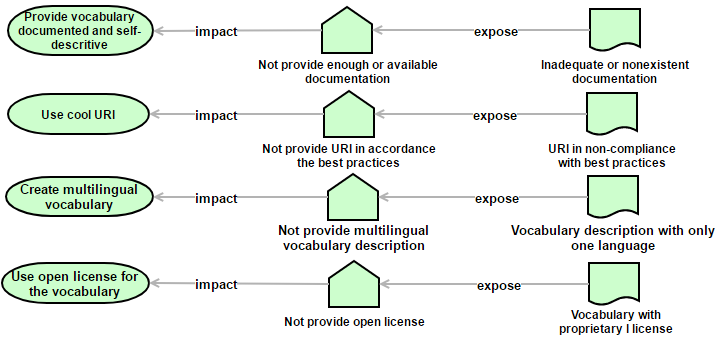 Provide vocabulary
documented and self-
descritive
impact
expose
Not provide enough or available
documentation
Inadequate or nonexistent
documentation
Use cool URI
impact
expose
Not provide URI in accordance
the best practices
URI in non-compliance
with best practices
Create multilingual
vocabulary
impact
expose
Not provide multilingual
vocabulary description
Vocabulary description with only
one language
Use open license for
the vocabulary
impact
expose
Not provide open license
Vocabulary with
proprietary l license